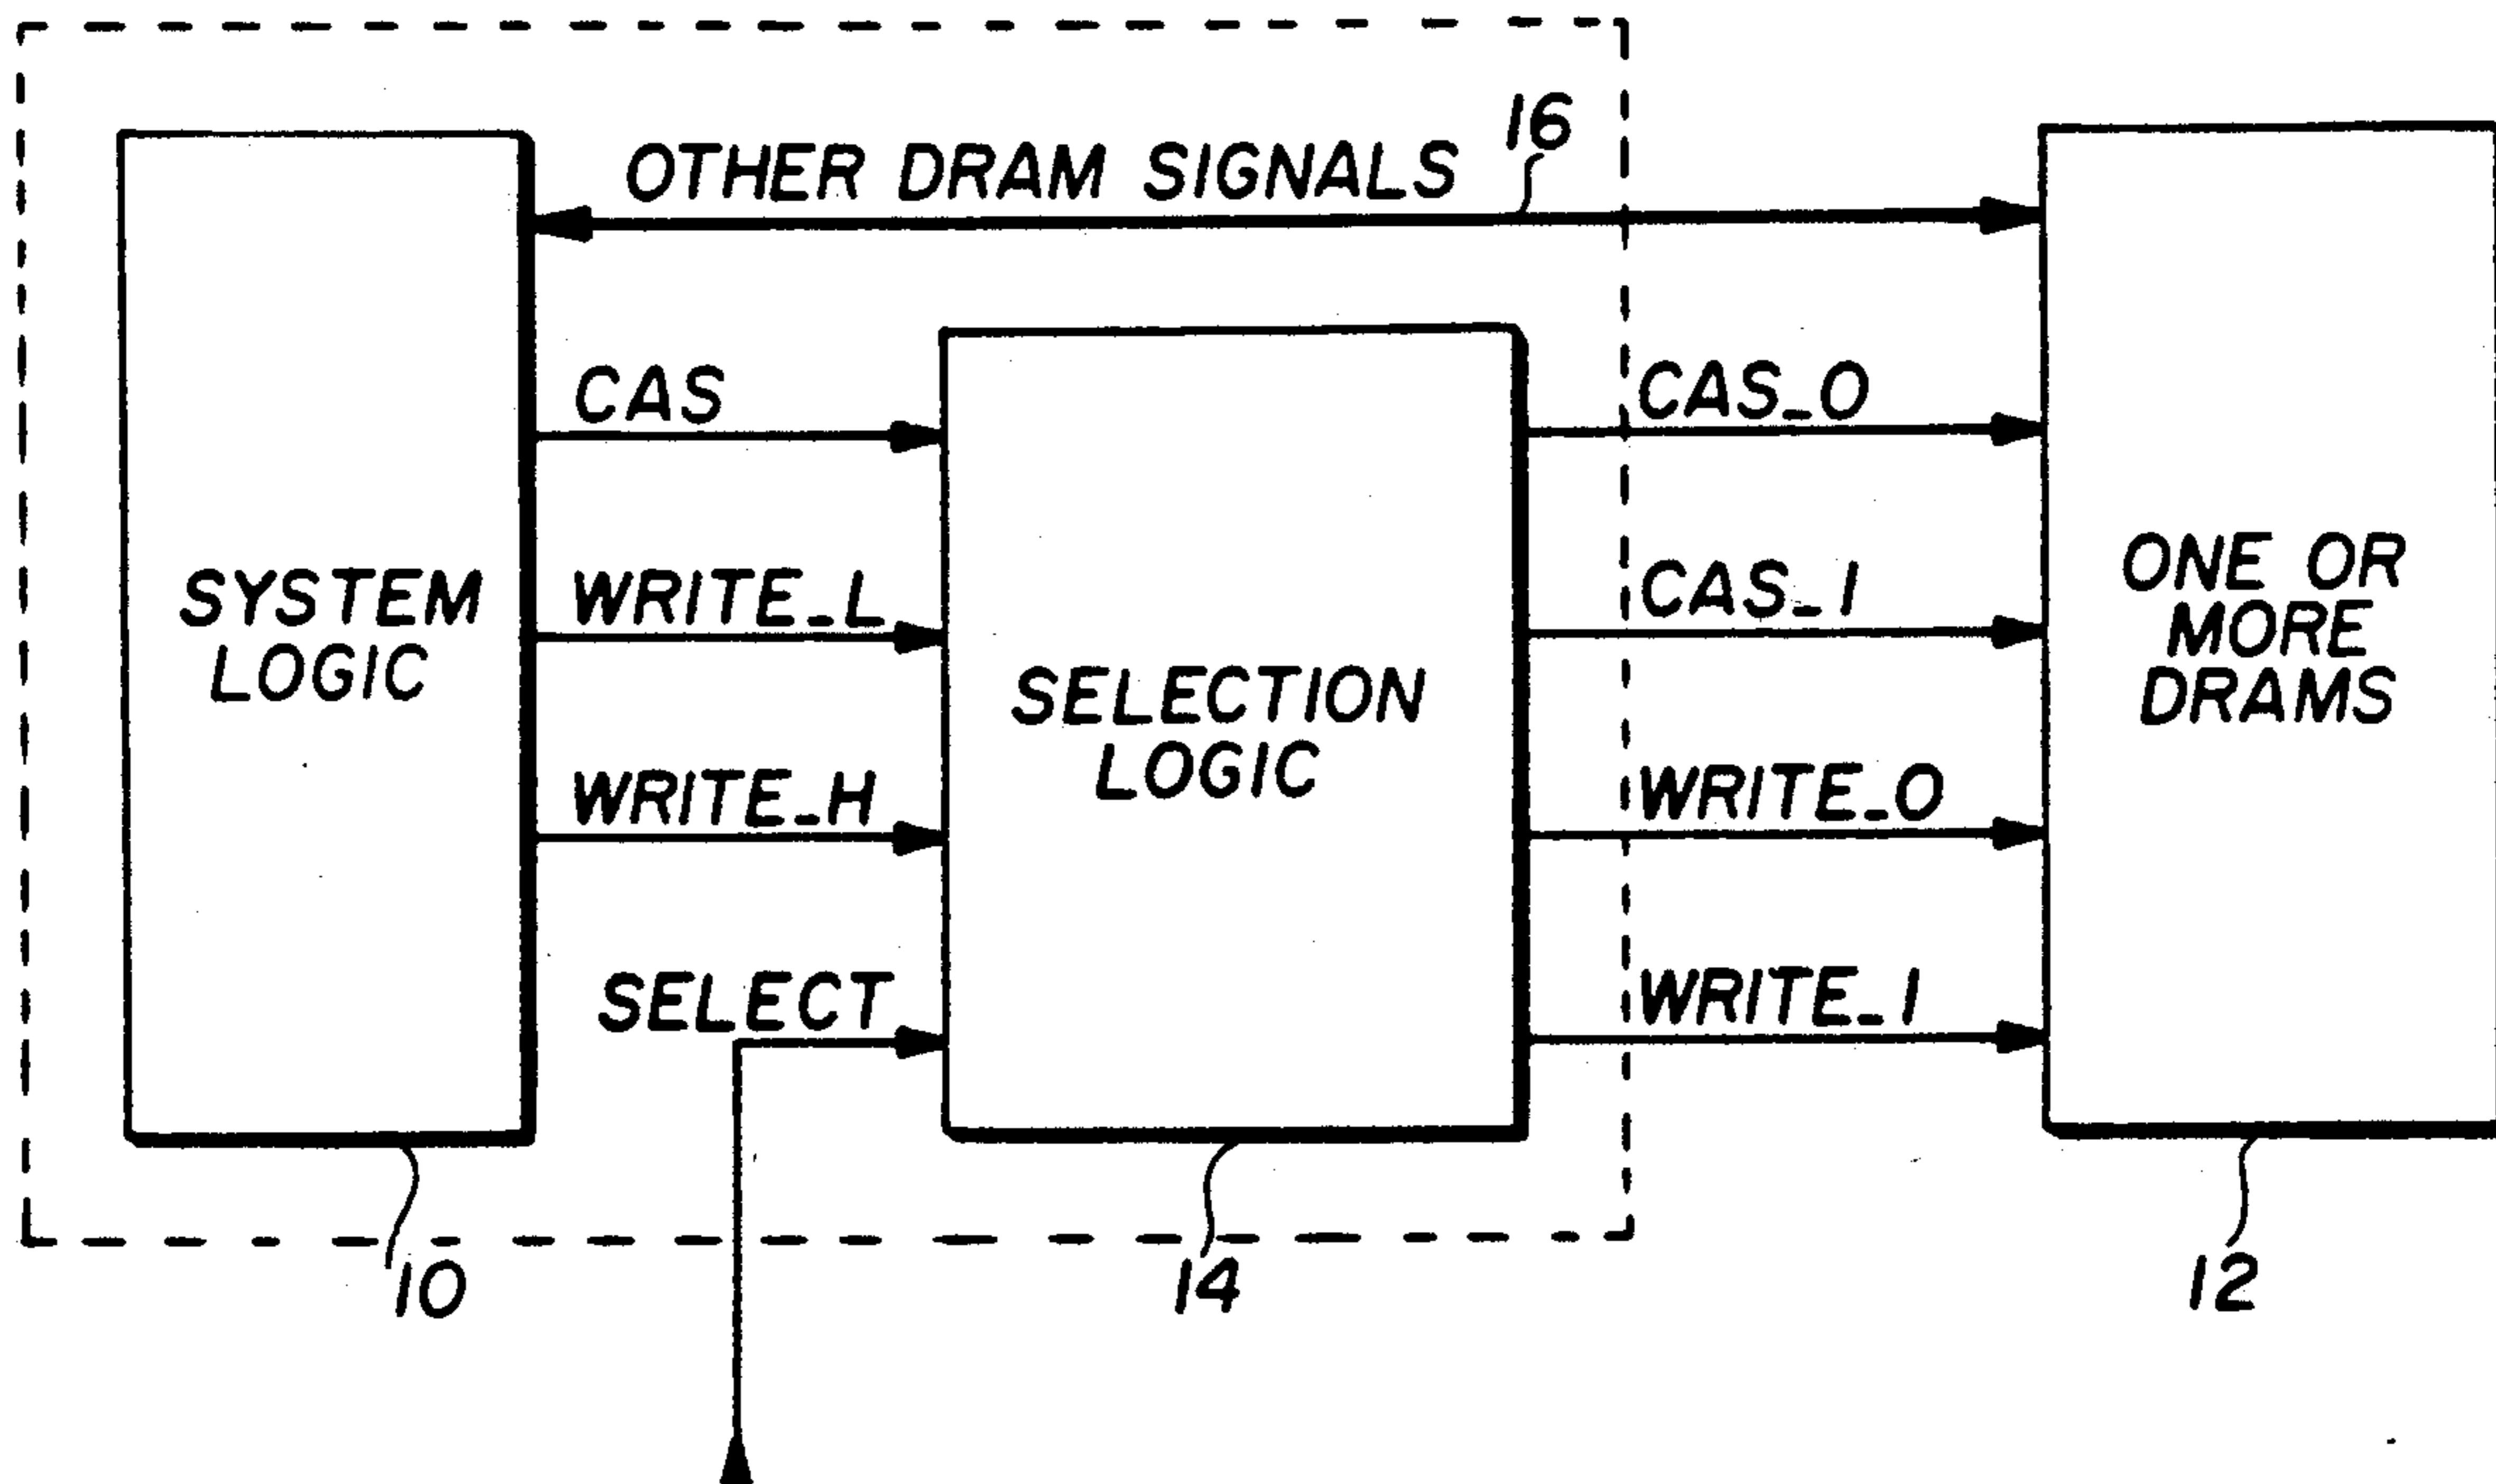 16
OTHER DRAM SIGNALS
CAS
CAS_0
SYSTEM
LOGIC
WRITE_L
CAS_1
ONE OR
MORE
DRAMS
SELECTION
LOGIC
WRITE_H
WRITE_0
SELECT
WRITE_1
10
14
12